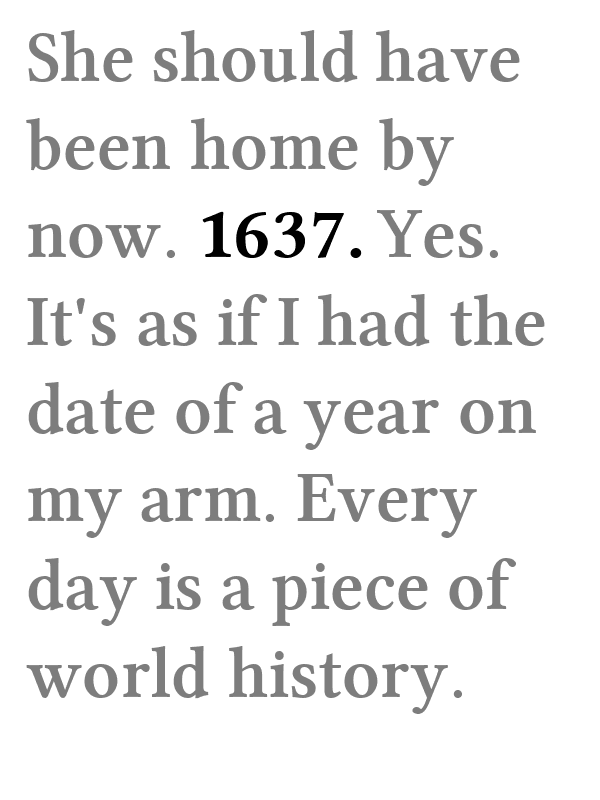 She should have
been home by
now. 1637. Yes.
It's as if I had the
date of a year on
my arm. Every
day is a piece of
world history.